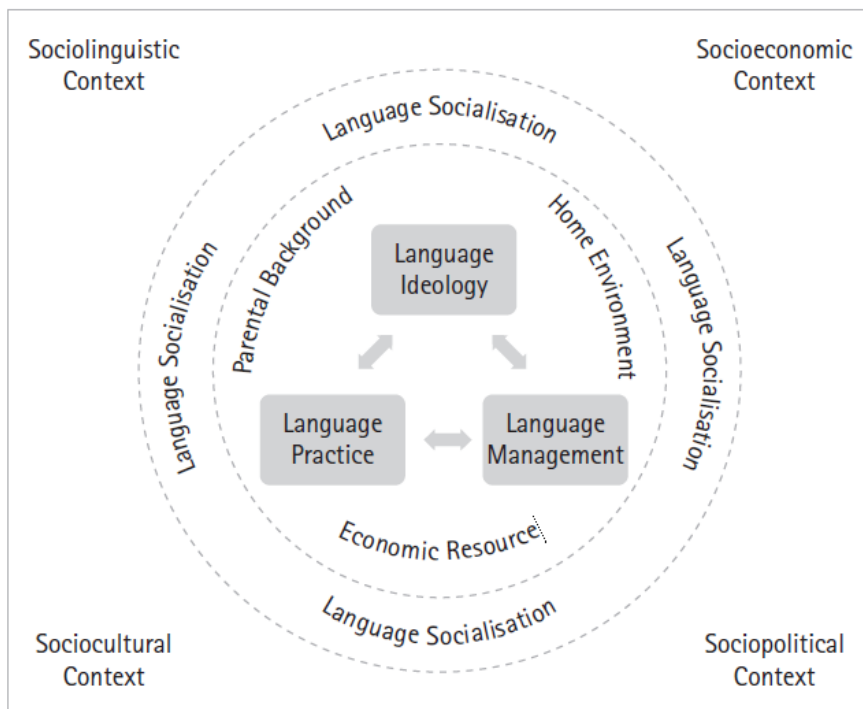 Sociolinguistic
Context
Socioeconomic
Context
Language Socialisation
Language Socialisation
Language Socialisation
Parental Background
Home Environment
Language
Ideology
Language
Practice
Language
Management
Economic Resource
Language Socialisation
Sociocultural
Context
Sociopolitical
Context